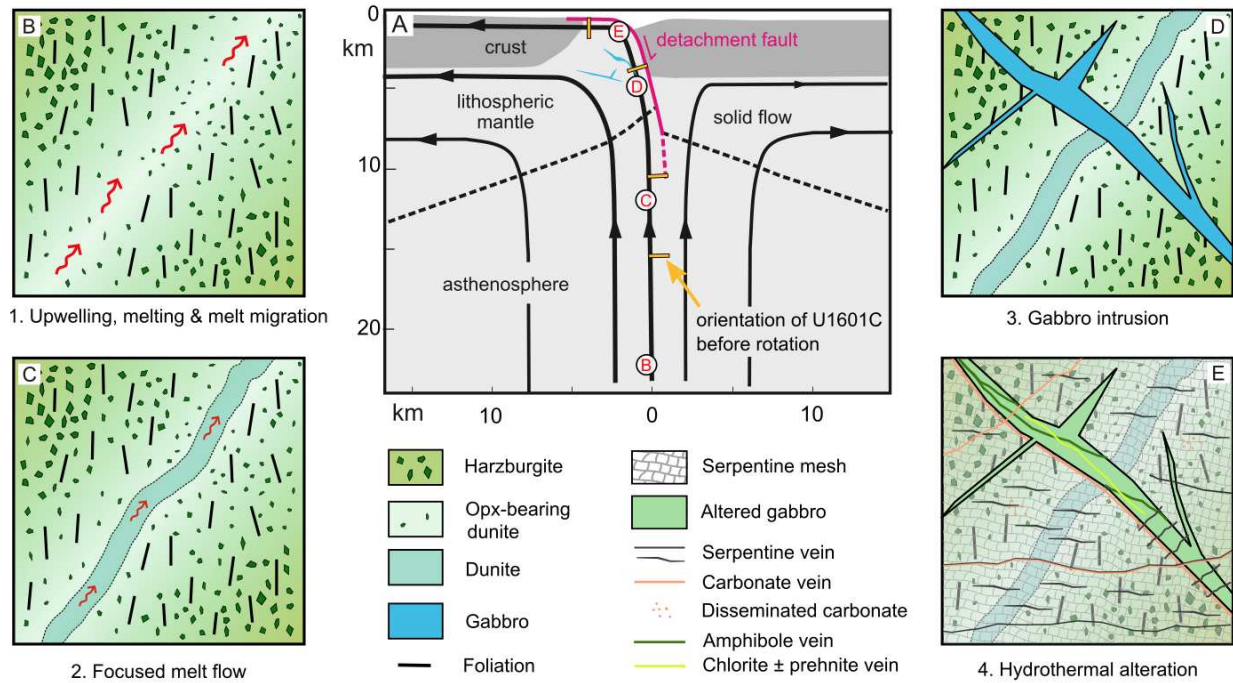 B
1. Upwelling, melting & melt migration
C
2. Focused melt flow
0
km
10
20
A
crust
E
detachment fault
D
lithospheric
mantle
solid flow
C
asthenosphere
orientation of U1601C
before rotation
B
km
10
0
10
D
3. Gabbro intrusion
E
4. Hydrothermal alteration
Harzburgite
Opx-bearing
dunite
Dunite
Gabbro
Foliation
Serpentine mesh
Altered gabbro
Serpentine vein
Carbonate vein
Disseminated carbonate
Amphibole vein
Chlorite ± prehnite vein